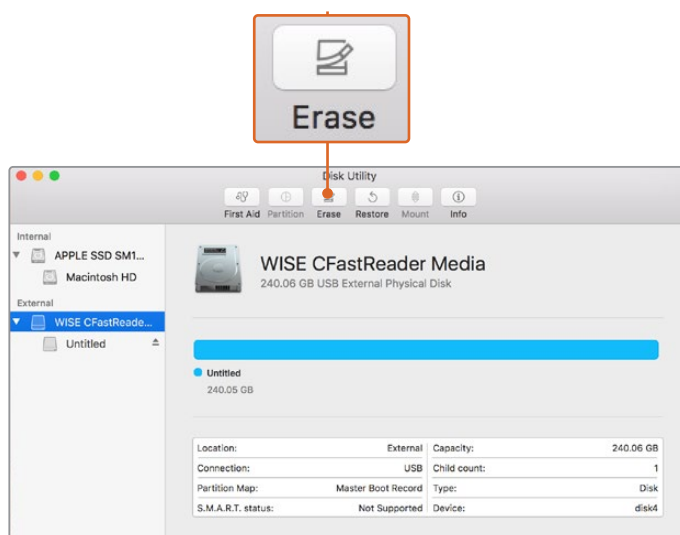 Erase
Disk Utility
First Aid Partition Erase Restore Mount Info
Internal
APPLE SSD SM1...
Macintosh HD
External
WISE CFastReade...
Untitled
WISE CFastReader Media
240.06 GB USB External Physical Disk
Untitled
240.05 GB
Location: External Capacity: 240.06 GB
Connection: USB Child count: 1
Partition Map: Master Boot Record Type: Disk
S.M.A.R.T. status: Not Supported Device: disk4